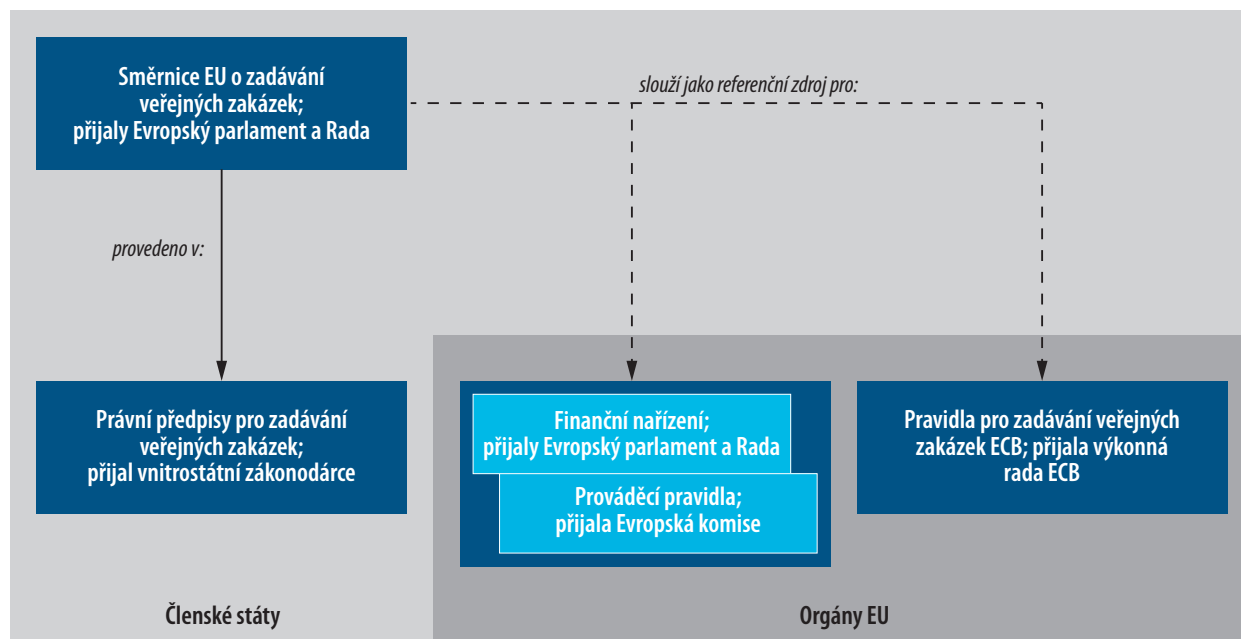 Směrnice EU o zadávání
veřejných zakázek;
přijaly Evropský parlament a Rada
slouží jako referenční zdroj pro:
provedeno v:
Právní předpisy pro zadávání
veřejných zakázek;
přijal vnitrostátní zákonodárce
Finanční nařízení;
přijaly Evropský parlament a Rada
Prováděcí pravidla;
přijala Evropská komise
Pravidla pro zadávání veřejných
zakázek ECB; přijala výkonná
rada ECB
Členské státy
Orgány EU